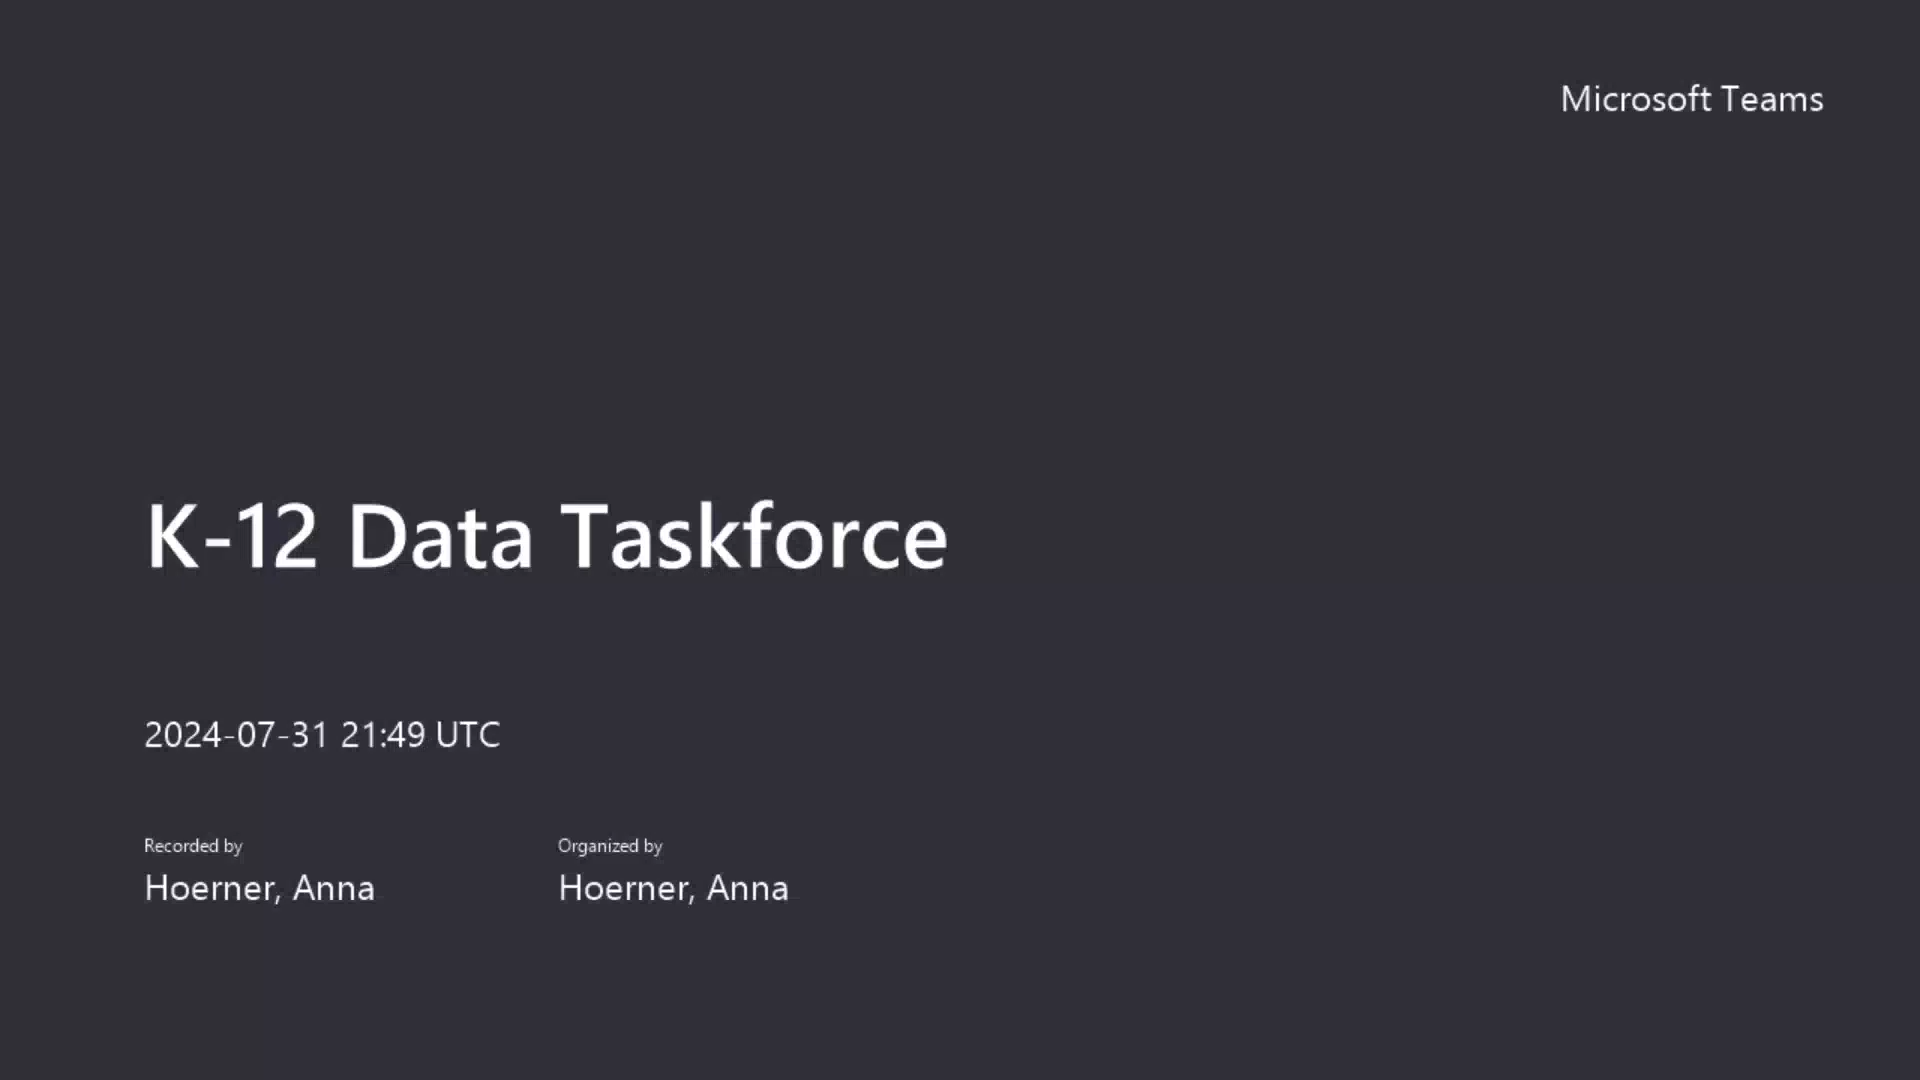 Microsoft Teams
K-12 Data Taskforce
2024-07-31 21:49 UTC
Recorded by
Hoerner, Anna
Organized by
Hoerner, Anna